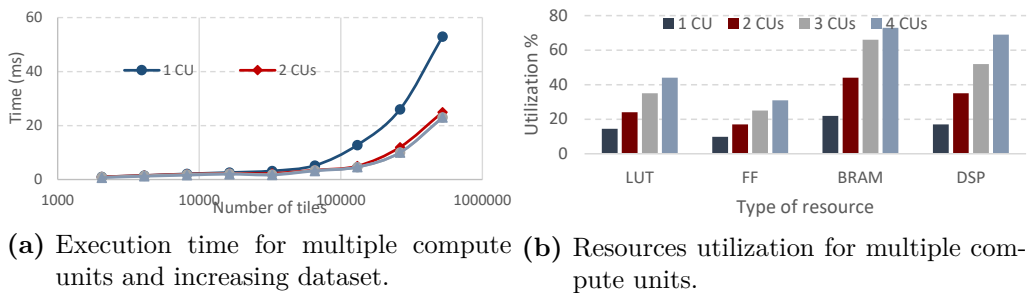 60
40
20
0
Time (ms)
1 CU
2 CUs
1000
10000
100000
1000000
Number of tiles
(a) Execution time for multiple compute
units and increasing dataset.
80
60
40
20
0
Utilization %
1 CU
2 CUs
3 CUs
4 CUs
LUT
FF
BRAM
DSP
Type of resource
(b) Resources utilization for multiple com-
pute units.